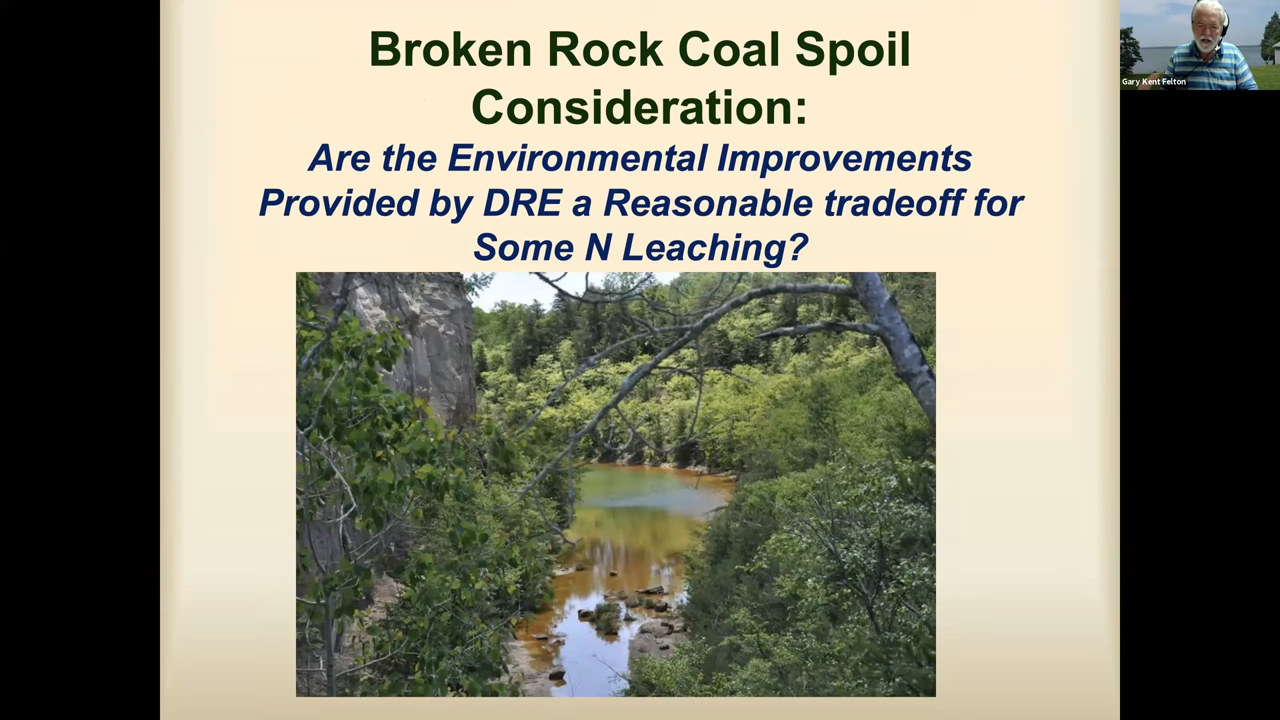 Broken Rock Coal Spoil
Consideration:
Are the Environmental Improvements
Provided by DRE a Reasonable tradeoff for
Some N Leaching?
Gary Kent Felton